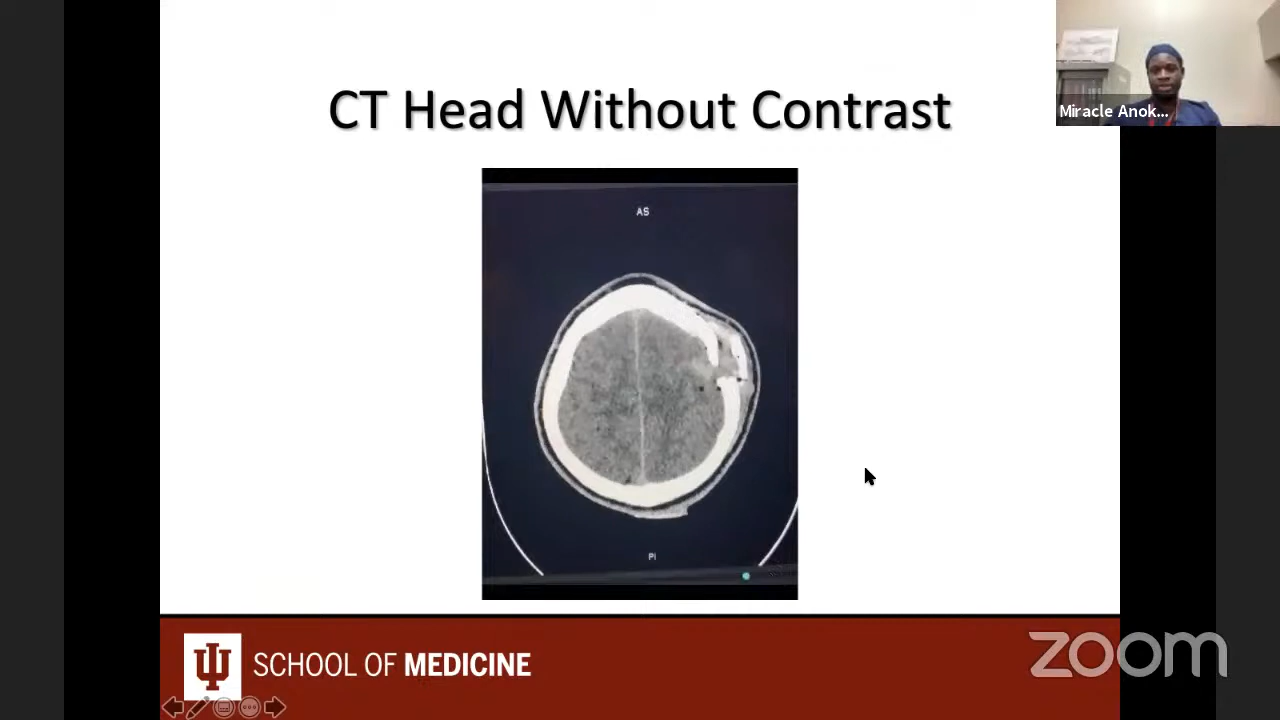 CT Head Without Contrast
Miracle Anok...
AS
PI
SCHOOL OF MEDICINE
zoom